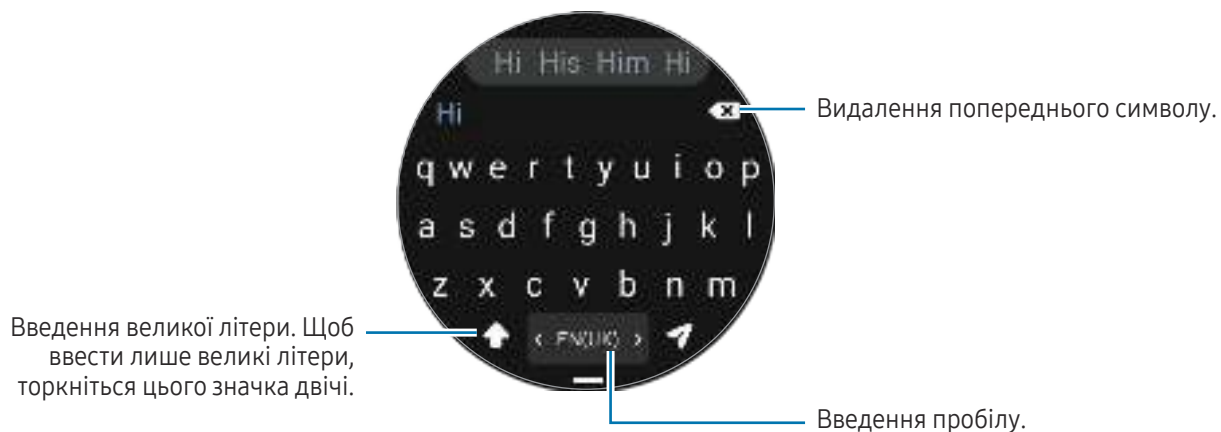 Hi His Him Hi
Hi
Видалення попереднього символу.
q w e r t y u i o p
a s d f g h j k l
z x c v b n m
Введення великої літери. Щоб
ввести лише великі літери,
торкніться цього значка двічі.
< EN(UK) >
Введення пробілу.